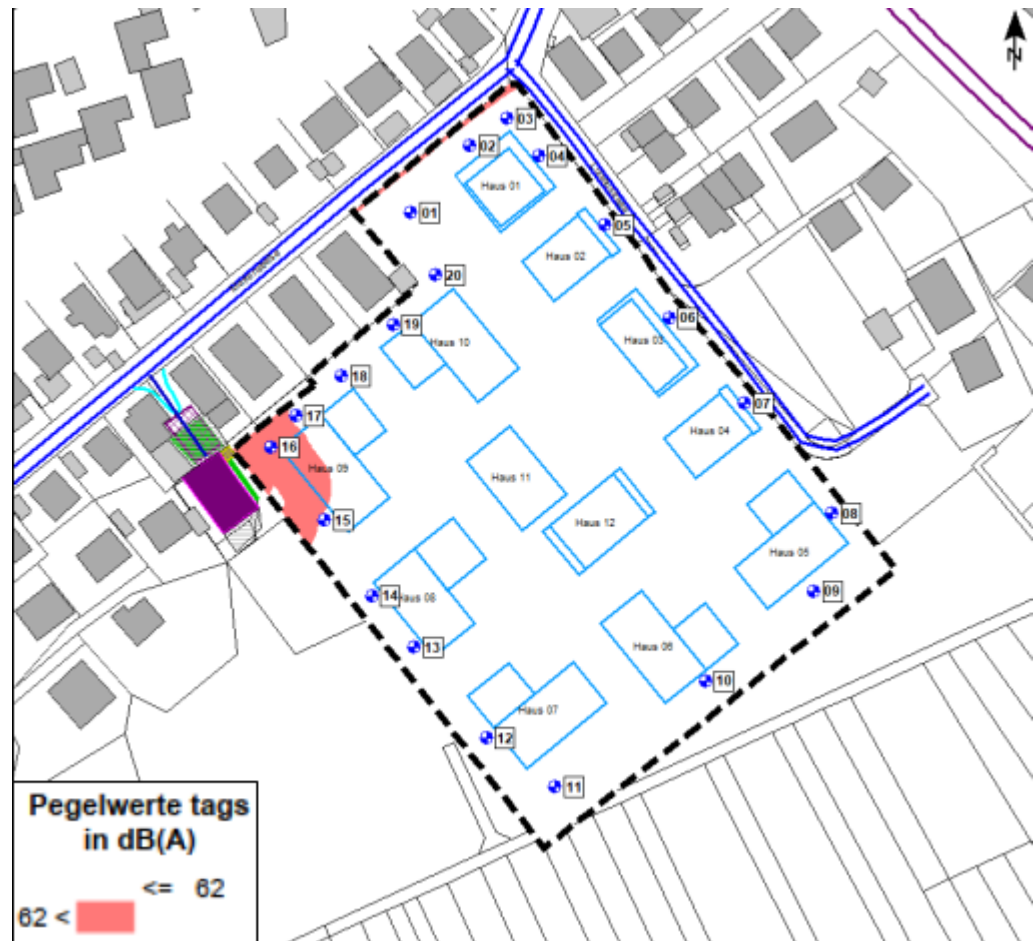 N
03
02
04
Haus 01
01
05
Haus 02
20
06
19
Haus 10
Haus 03
18
07
17
Haus 04
16
Haus 09
Haus 11
08
15
Haus 12
Haus 05
14
Haus 08
09
13
Haus 06
10
Haus 07
12
11
Pegelwerte tags
in dB(A)
<= 62
62 <